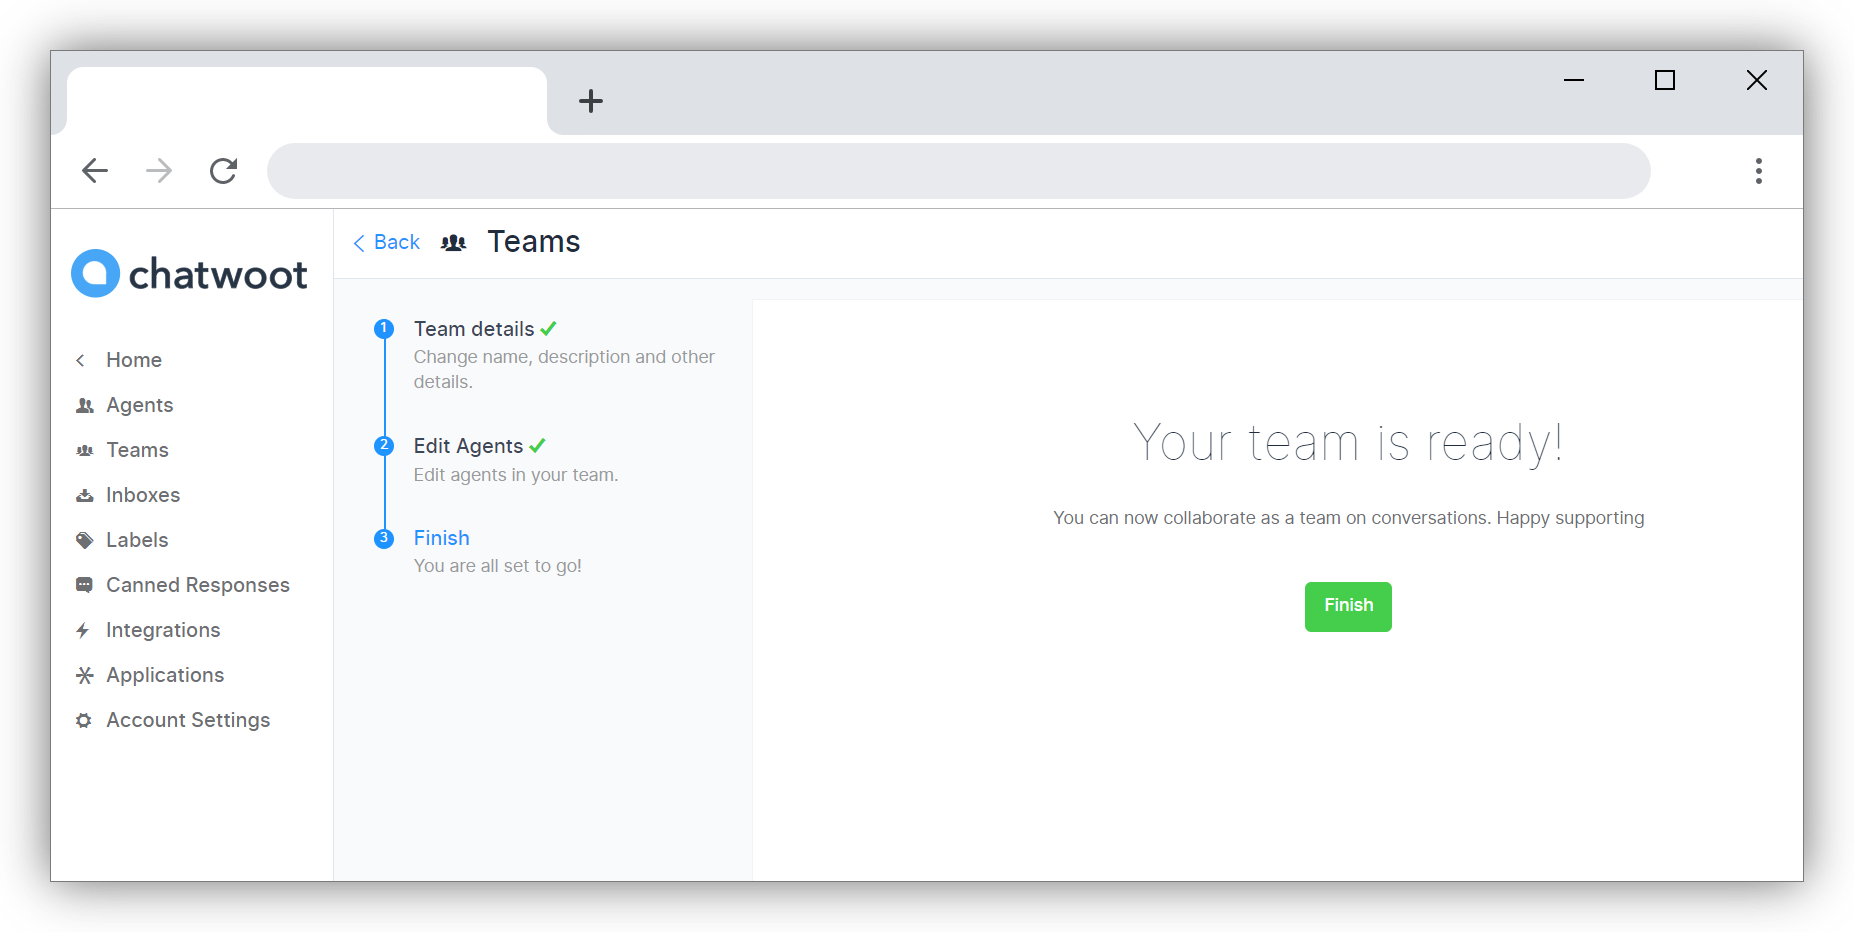 chatwoot
Home
Agents
Teams
Inboxes
Labels
Canned Responses
Integrations
Applications
Account Settings
Back
Teams
1
Team details
Change name, description and other
details.
2
Edit Agents
Edit agents in your team.
3
Finish
You are all set to go!
Your team is ready!
You can now collaborate as a team on conversations. Happy supporting
Finish